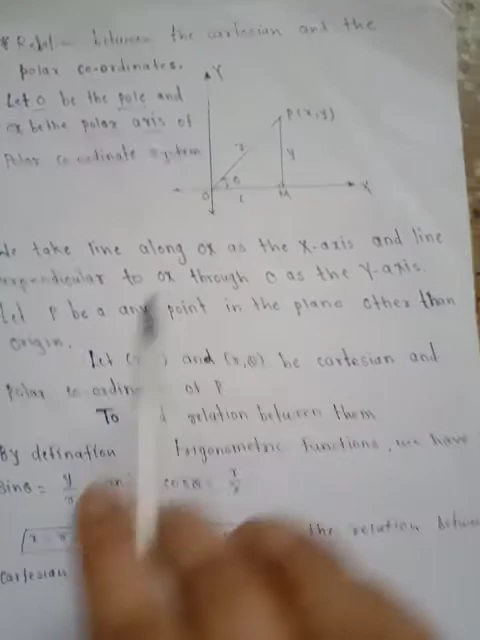 between the cartesian and the
polar co-ordinates.
Let O be the pole and
ox be the polar axis of
Polar co-ordinate system
Y
P(x,y)
y
θ
O
M
X
We take line along ox as the X-axis and line
perpendicular to ox through O as the Y-axis.
Let P be a any point in the plane other than
origin.
Let and (r,θ) be cartesian and
Polar co-ordin of P
To relation between them
By defination trigonometric functions, we have
sinθ = cosθ =
the relation between
cartesian